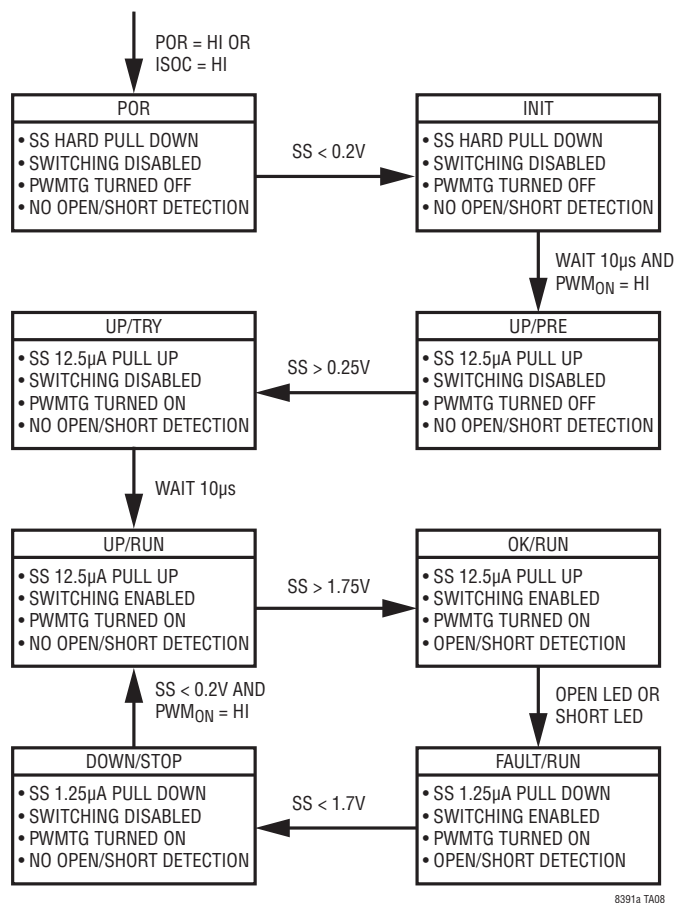 POR = HI OR
ISOC = HI
POR
• SS HARD PULL DOWN
• SWITCHING DISABLED
• PWMTG TURNED OFF
• NO OPEN/SHORT DETECTION
SS < 0.2V
INIT
• SS HARD PULL DOWN
• SWITCHING DISABLED
• PWMTG TURNED OFF
• NO OPEN/SHORT DETECTION
WAIT 10µs AND
PWMON = HI
UP/PRE
• SS 12.5µA PULL UP
• SWITCHING DISABLED
• PWMTG TURNED OFF
• NO OPEN/SHORT DETECTION
SS > 0.25V
UP/TRY
• SS 12.5µA PULL UP
• SWITCHING DISABLED
• PWMTG TURNED ON
• NO OPEN/SHORT DETECTION
WAIT 10µs
UP/RUN
• SS 12.5µA PULL UP
• SWITCHING ENABLED
• PWMTG TURNED ON
• NO OPEN/SHORT DETECTION
SS > 1.75V
OK/RUN
• SS 12.5µA PULL UP
• SWITCHING ENABLED
• PWMTG TURNED ON
• OPEN/SHORT DETECTION
OPEN LED OR
SHORT LED
FAULT/RUN
• SS 1.25µA PULL DOWN
• SWITCHING ENABLED
• PWMTG TURNED ON
• OPEN/SHORT DETECTION
SS < 1.7V
DOWN/STOP
• SS 1.25µA PULL DOWN
• SWITCHING DISABLED
• PWMTG TURNED ON
• NO OPEN/SHORT DETECTION
SS < 0.2V AND
PWMON = HI
8391a TA08